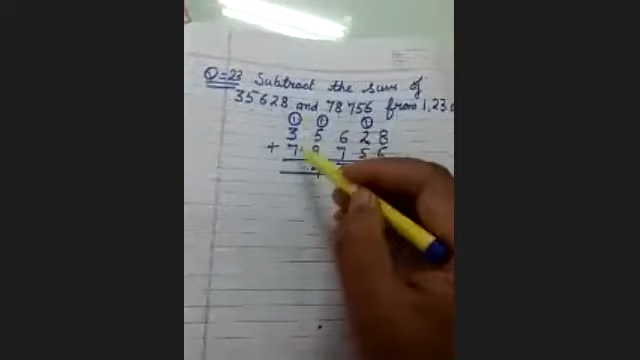 Q=23 Subtract the sum of
35628 and 78756 from 1,23,
① ① ①
3 5 6 2 8
+ 7 8 7 5 6